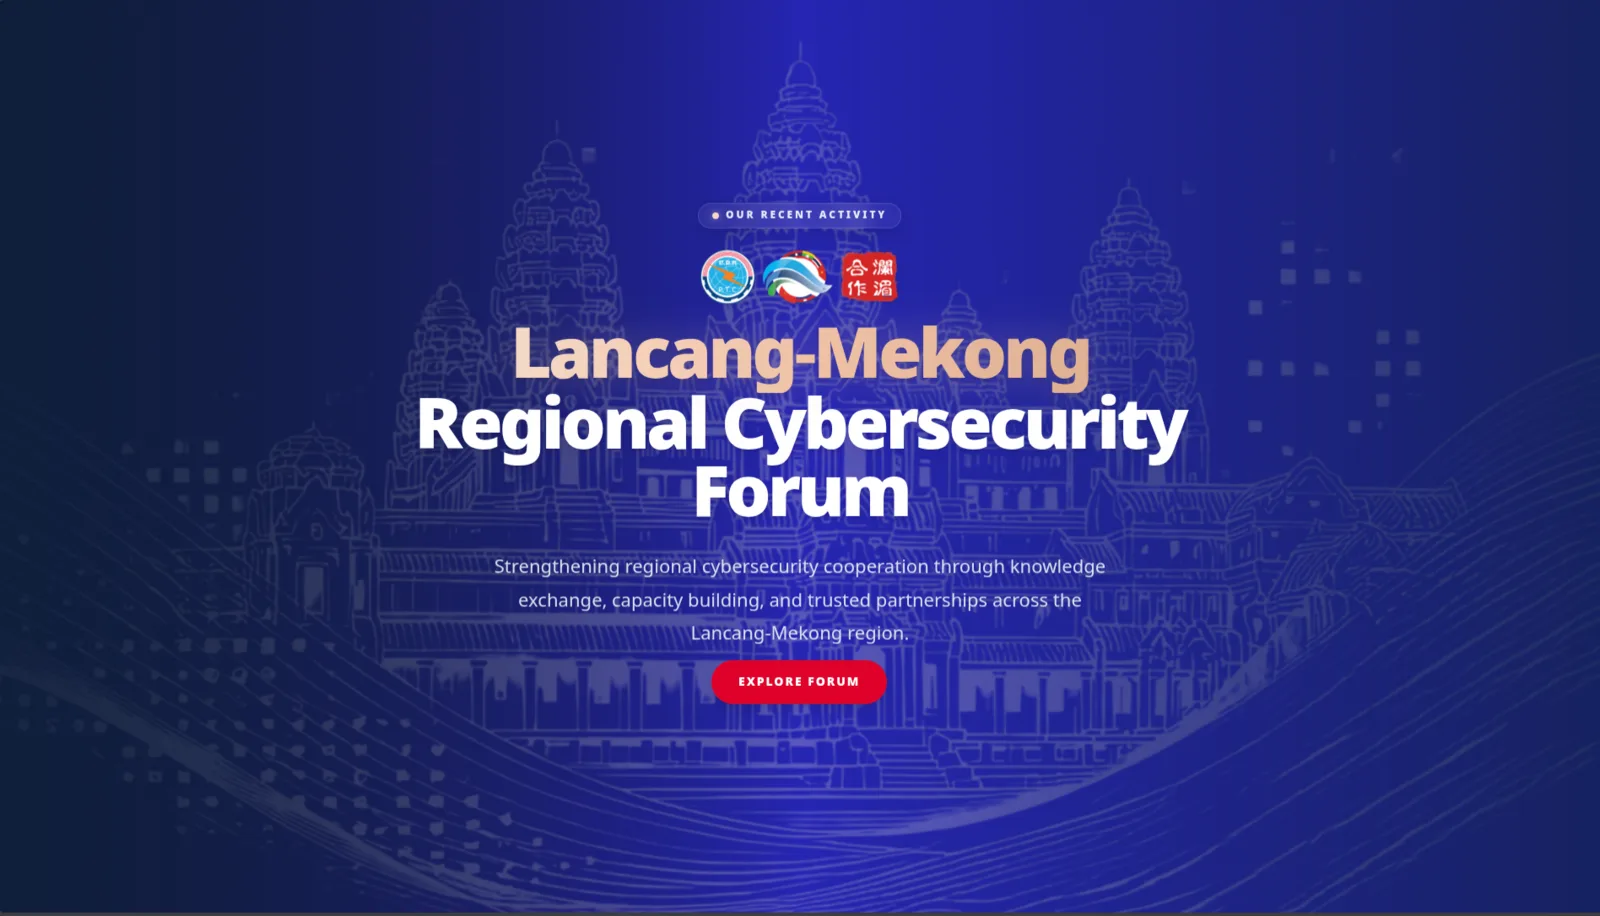 OUR RECENT ACTIVITY
合 瀾
作 湄
Lancang-Mekong
Regional Cybersecurity
Forum
Strengthening regional cybersecurity cooperation through knowledge
exchange, capacity building, and trusted partnerships across the
Lancang-Mekong region.
EXPLORE FORUM